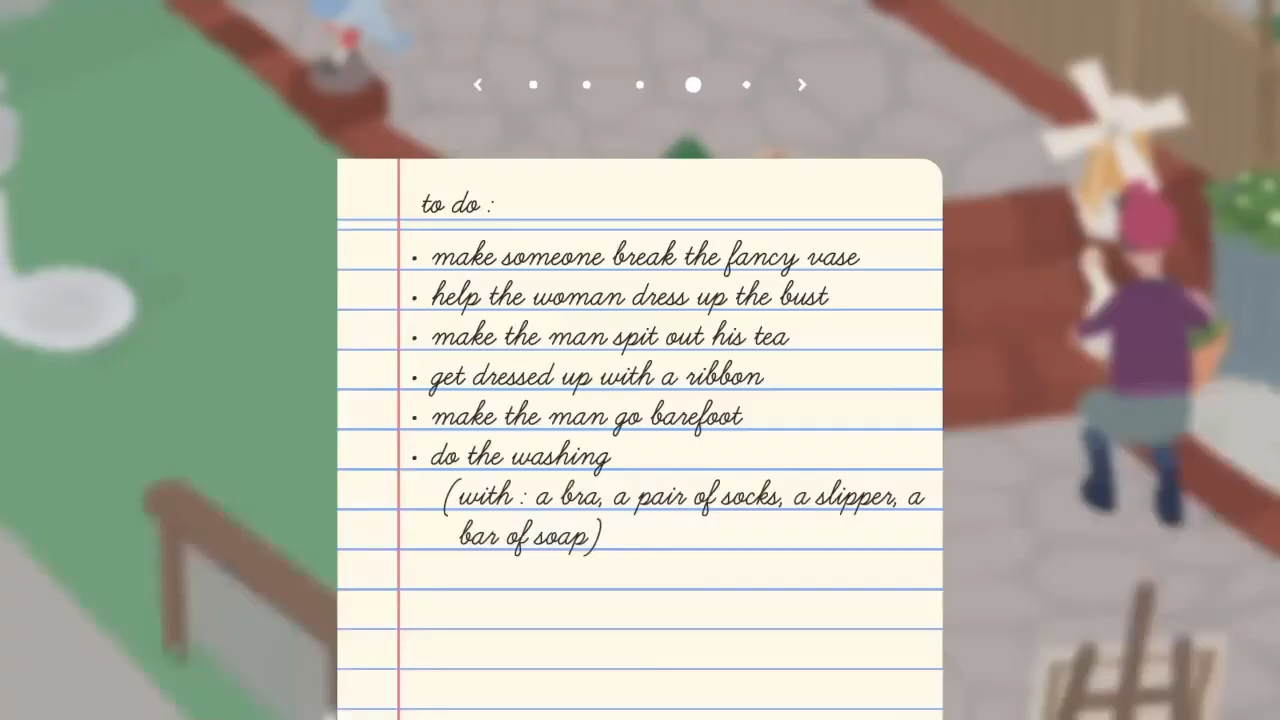 to do :
• make someone break the fancy vase
• help the woman dress up the bust
• make the man spit out his tea
• get dressed up with a ribbon
• make the man go barefoot
• do the washing
(with : a bra, a pair of socks, a slipper, a
bar of soap)